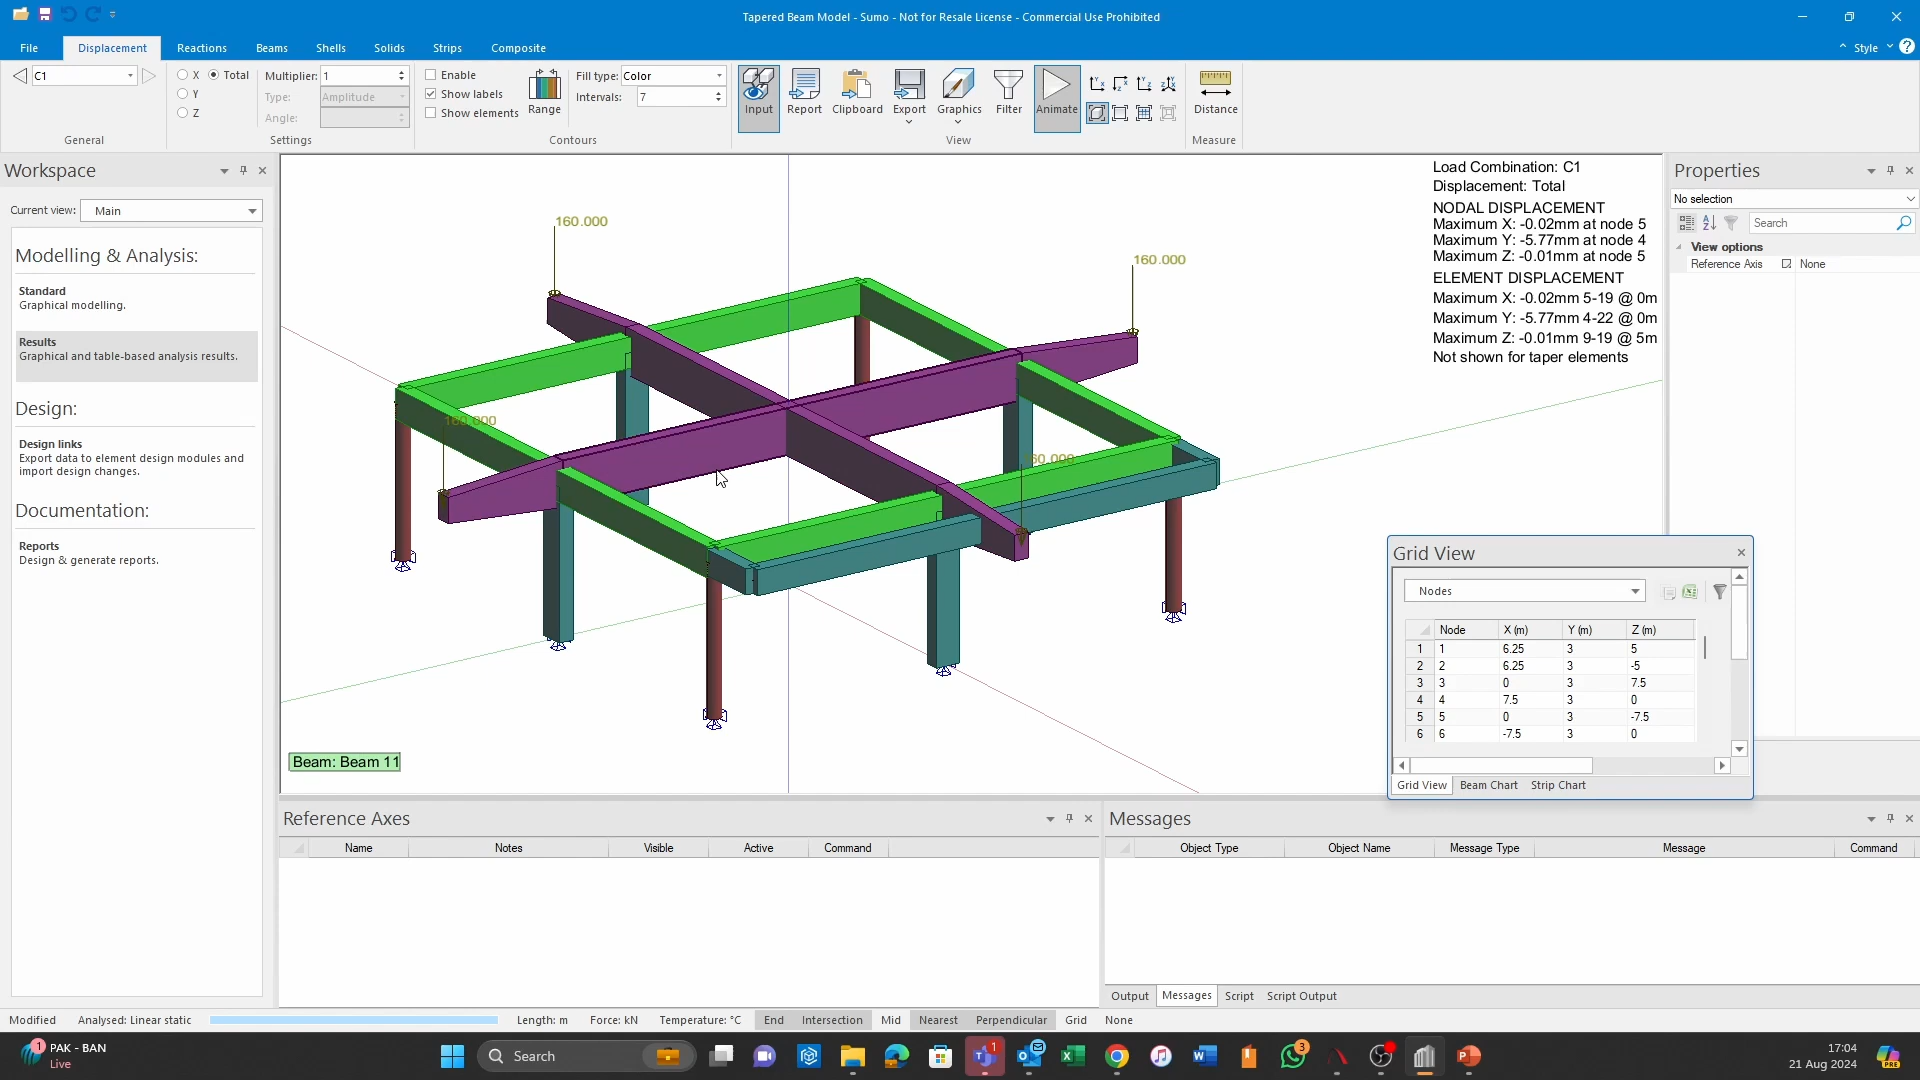 Tapered Beam Model - Sumo - Not for Resale License - Commercial Use Prohibited
File
Displacement
Reactions
Beams
Shells
Solids
Strips
Composite
Style
C1
X
Total
Y
Z
General
Multiplier: 1
Type: Amplitude
Angle:
Settings
Enable
Show labels
Show elements
Range
Fill type: Color
Intervals: 7
Contours
Input
Report
Clipboard
Export
Graphics
Filter
Animate
View
Distance
Measure
Workspace
Current view: Main
Modelling & Analysis:
Standard
Graphical modelling.
Results
Graphical and table-based analysis results.
Design:
Design links
Export data to element design modules and
import design changes.
Documentation:
Reports
Design & generate reports.
160.000
160.000
160.000
60.000
Load Combination: C1
Displacement: Total
NODAL DISPLACEMENT
Maximum X: -0.02mm at node 5
Maximum Y: -5.77mm at node 4
Maximum Z: -0.01mm at node 5
ELEMENT DISPLACEMENT
Maximum X: -0.02mm 5-19 @ 0m
Maximum Y: -5.77mm 4-22 @ 0m
Maximum Z: -0.01mm 9-19 @ 5m
Not shown for taper elements
Beam: Beam 11
Properties
No selection
Search
View options
Reference Axis None
Grid View
Nodes
Node X (m) Y (m) Z (m)
1 1 6.25 3 5
2 2 6.25 3 -5
3 3 0 3 7.5
4 4 7.5 3 0
5 5 0 3 -7.5
6 6 -7.5 3 0
Grid View Beam Chart Strip Chart
Reference Axes
Name Notes Visible Active Command
Messages
Object Type Object Name Message Type Message Command
Output Messages Script Script Output
Modified Analysed: Linear static Length: m Force: kN Temperature: °C End Intersection Mid Nearest Perpendicular Grid None
1
PAK - BAN
Live
Search
1
3
17:04
21 Aug 2024
PRE